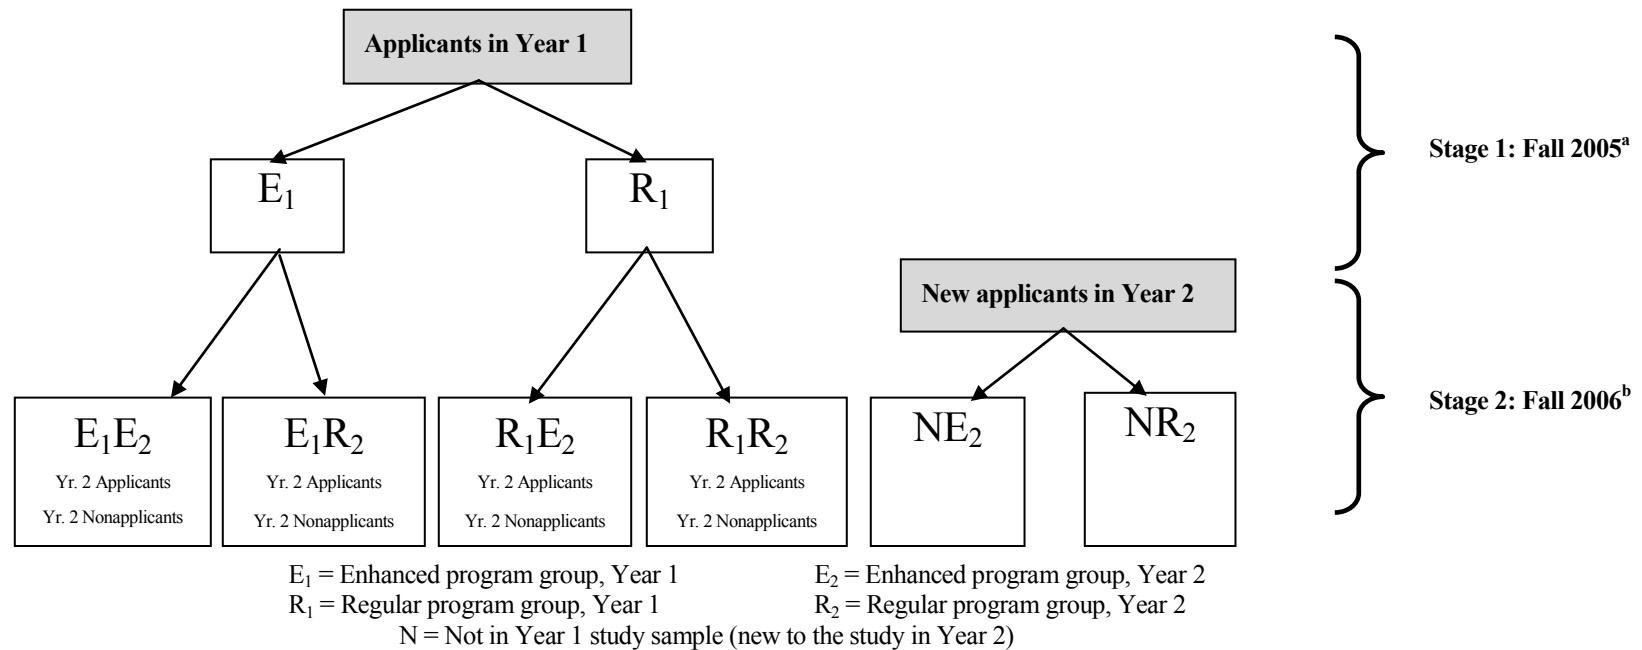 Applicants in Year 1
Stage 1: Fall 2005ᵃ
E₁
R₁
New applicants in Year 2
Stage 2: Fall 2006ᵇ
E₁E₂
Yr. 2 Applicants
Yr. 2 Nonapplicants
E₁R₂
Yr. 2 Applicants
Yr. 2 Nonapplicants
R₁E₂
Yr. 2 Applicants
Yr. 2 Nonapplicants
R₁R₂
Yr. 2 Applicants
Yr. 2 Nonapplicants
NE₂
NR₂
E₁ = Enhanced program group, Year 1
E₂ = Enhanced program group, Year 2
R₁ = Regular program group, Year 1
R₂ = Regular program group, Year 2
N = Not in Year 1 study sample (new to the study in Year 2)